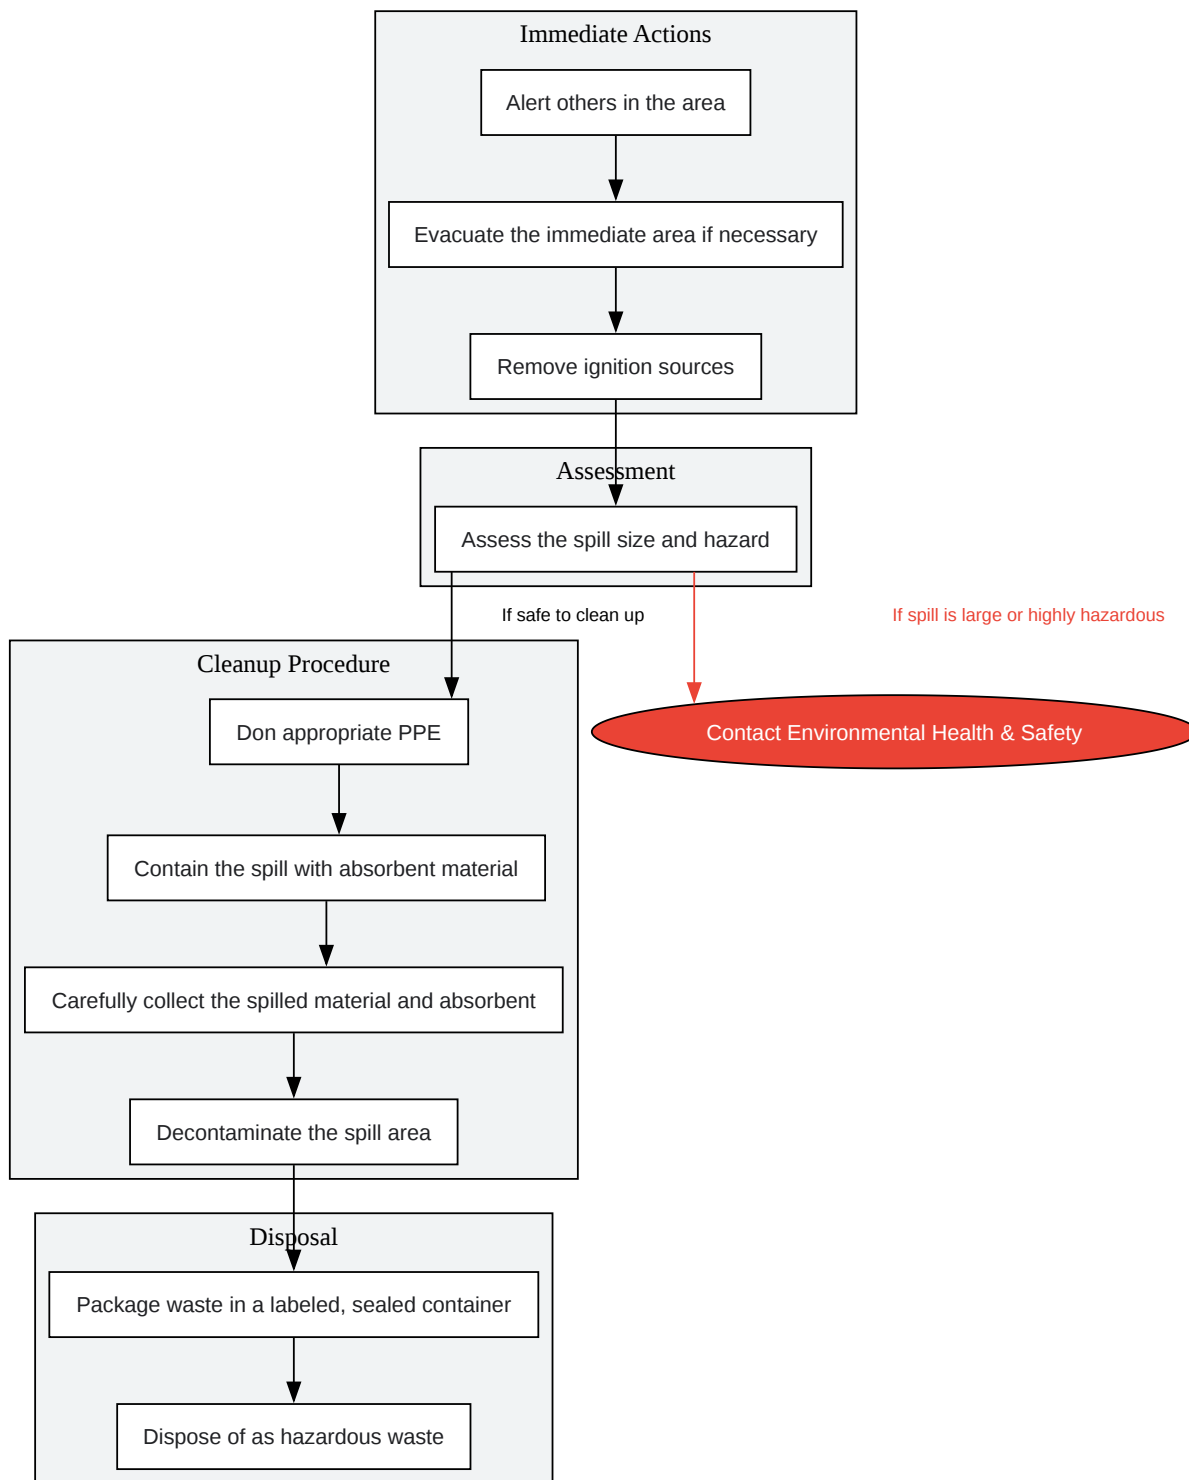 Immediate Actions
Alert others in the area
Evacuate the immediate area if necessary
Remove ignition sources
Assessment
Assess the spill size and hazard
If safe to clean up
If spill is large or highly hazardous
Cleanup Procedure
Don appropriate PPE
Contact Environmental Health & Safety
Contain the spill with absorbent material
Carefully collect the spilled material and absorbent
Decontaminate the spill area
Disposal
Package waste in a labeled, sealed container
Dispose of as hazardous waste